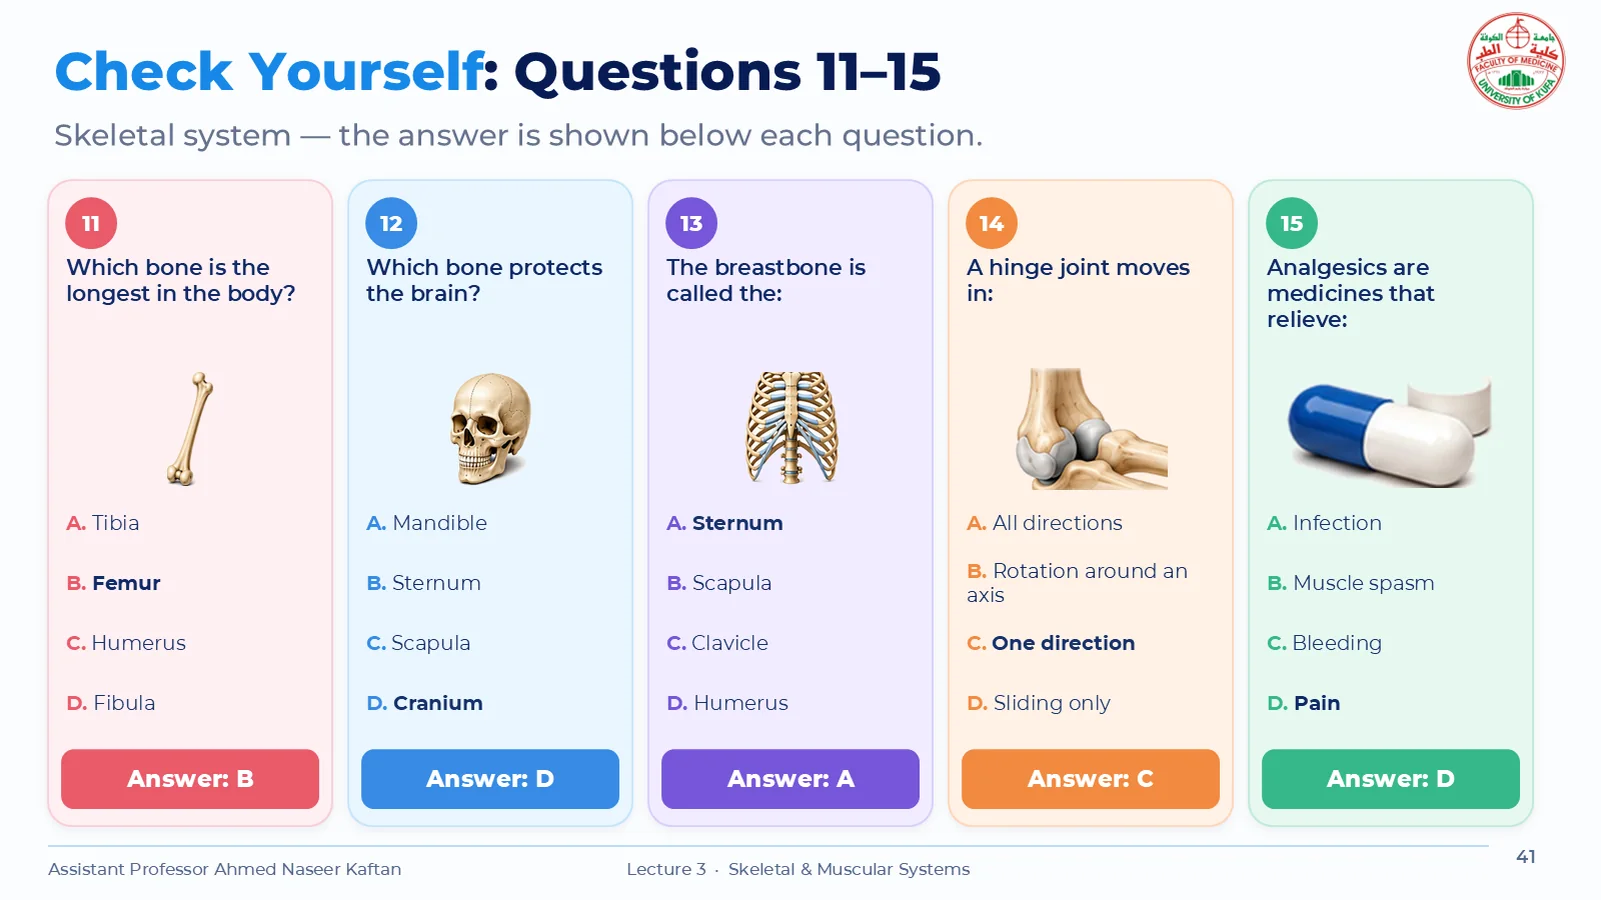 Check Yourself: Questions 11–15
Skeletal system — the answer is shown below each question.
جامعة الكوفة
كلية الطب
FACULTY OF MEDICINE
UNIVERSITY OF KUFA
11
Which bone is the
longest in the body?
A. Tibia
B. Femur
C. Humerus
D. Fibula
Answer: B
12
Which bone protects
the brain?
A. Mandible
B. Sternum
C. Scapula
D. Cranium
Answer: D
13
The breastbone is
called the:
A. Sternum
B. Scapula
C. Clavicle
D. Humerus
Answer: A
14
A hinge joint moves
in:
A. All directions
B. Rotation around an
axis
C. One direction
D. Sliding only
Answer: C
15
Analgesics are
medicines that
relieve:
A. Infection
B. Muscle spasm
C. Bleeding
D. Pain
Answer: D
Assistant Professor Ahmed Naseer Kaftan
Lecture 3 · Skeletal & Muscular Systems
41